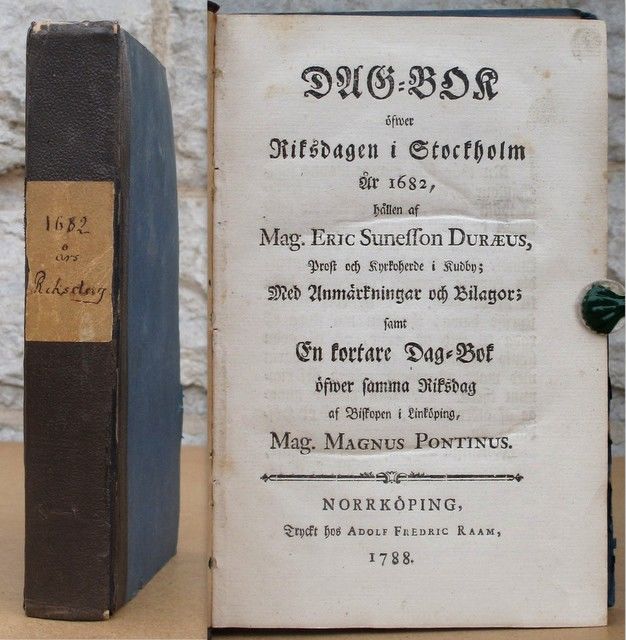 1682
års
Riksdag
DAG-BOK
öfwer
Riksdagen i Stockholm
År 1682,
hållen af
Mag. ERIC SUNESSON DURÆUS,
Prost och Kyrkoherde i Kudby;
Med Anmärkningar och Bilagor;
samt
En kortare Dag-Bok
öfwer samma Riksdag
af Biskopen i Linköping,
Mag. MAGNUS PONTINUS.
NORRKÖPING,
Tryckt hos ADOLF FREDRIC RAAM,
1788.